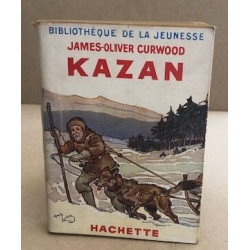 BIBLIOTHÈQUE DE LA JEUNESSE
JAMES-OLIVER CURWOOD
KAZAN
HACHETTE